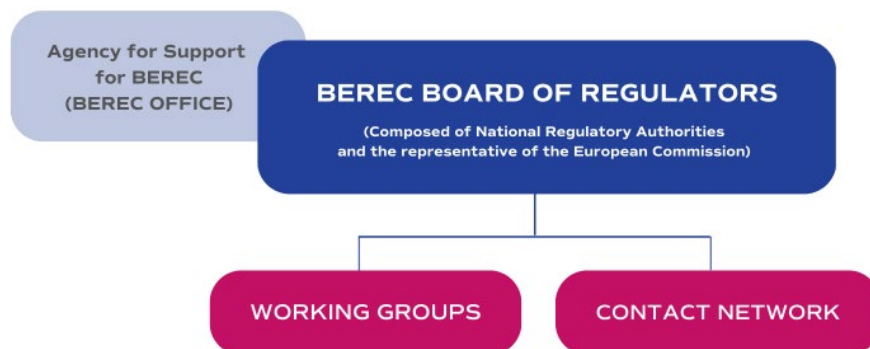 Agency for Support
for BEREC
(BEREC OFFICE)
BEREC BOARD OF REGULATORS
(Composed of National Regulatory Authorities
and the representative of the European Commission)
WORKING GROUPS
CONTACT NETWORK